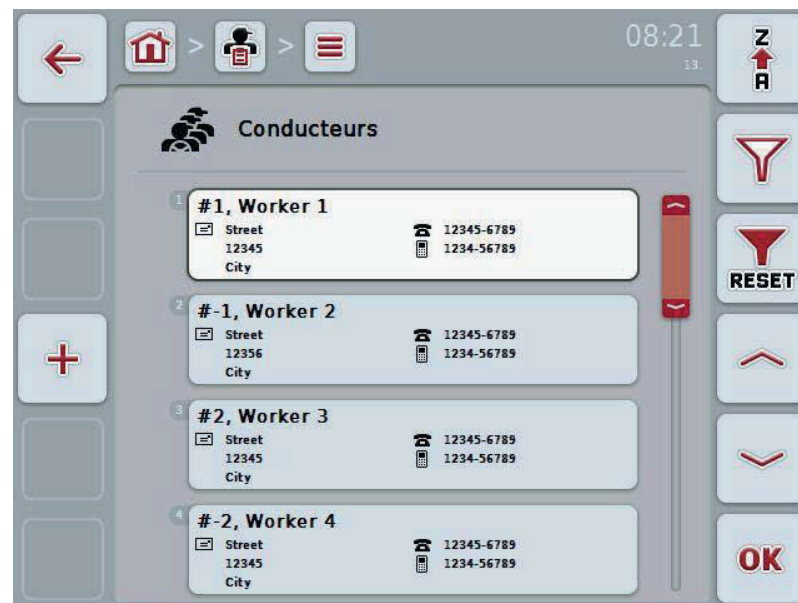 08:21
13.
Z
A
Conducteurs
1
#1, Worker 1
Street
12345-6789
12345
1234-56789
City
RESET
2
#-1, Worker 2
Street
12345-6789
12356
1234-56789
City
3
#2, Worker 3
Street
12345-6789
12345
1234-56789
City
4
#-2, Worker 4
Street
12345-6789
12345
1234-56789
City
OK